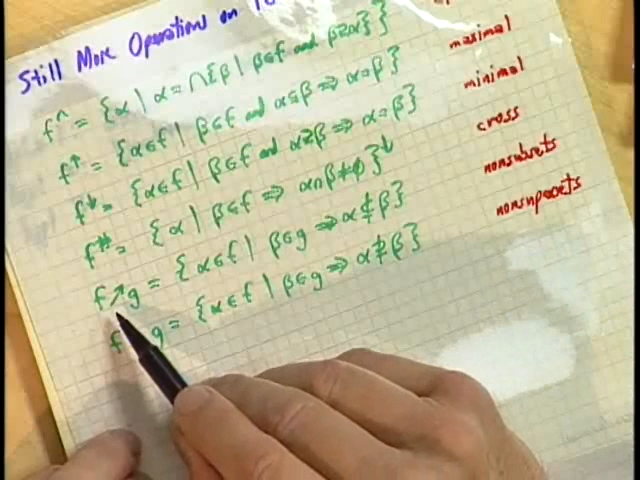 Still More Operations on
f^∩ = {α | α = ∩{β | β∈f and β⊇α}}
f^↑ = {α∈f | β∈f and α⊆β ⟹ α=β} maximal
f^↓ = {α∈f | β∈f and α⊇β ⟹ α=β} minimal
f^# = {α | β∈f ⟹ α∩β≠∅}^↓ cross
f↗g = {α∈f | β∈g ⟹ α⊈β} nonsubsets
f g = {α∈f | β∈g ⟹ α⊉β} nonsupersets